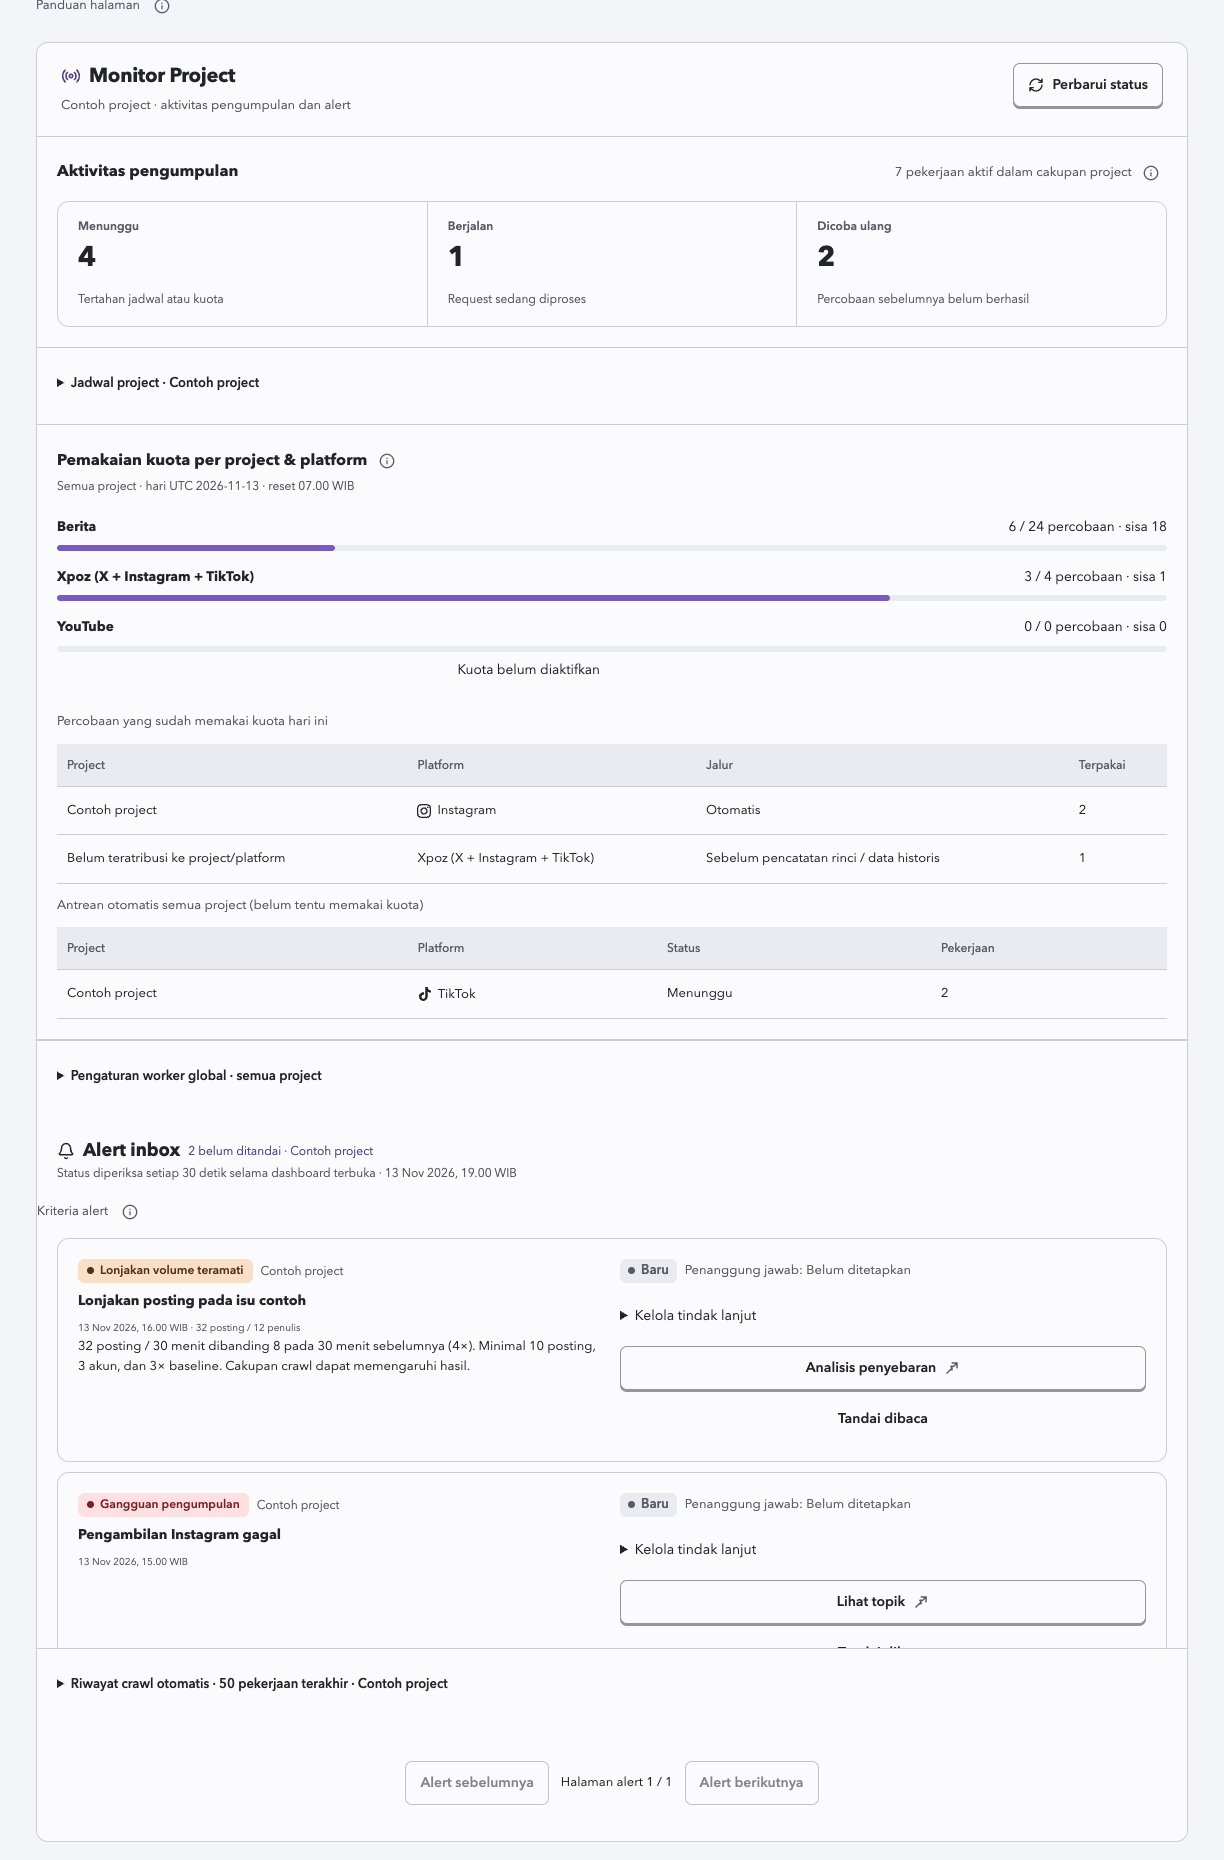 Panduan halaman
Monitor Project
Contoh project · aktivitas pengumpulan dan alert
Perbarui status
Aktivitas pengumpulan
7 pekerjaan aktif dalam cakupan project
Menunggu
4
Tertahan jadwal atau kuota
Berjalan
1
Request sedang diproses
Dicoba ulang
2
Percobaan sebelumnya belum berhasil
Jadwal project · Contoh project
Pemakaian kuota per project & platform
Semua project · hari UTC 2026-11-13 · reset 07.00 WIB
Berita
6 / 24 percobaan · sisa 18
Xpoz (X + Instagram + TikTok)
3 / 4 percobaan · sisa 1
YouTube
0 / 0 percobaan · sisa 0
Kuota belum diaktifkan
Percobaan yang sudah memakai kuota hari ini
Project Platform Jalur Terpakai
Contoh project Instagram Otomatis 2
Belum teratribusi ke project/platform Xpoz (X + Instagram + TikTok) Sebelum pencatatan rinci / data historis 1
Antrean otomatis semua project (belum tentu memakai kuota)
Project Platform Status Pekerjaan
Contoh project TikTok Menunggu 2
Pengaturan worker global · semua project
Alert inbox 2 belum ditandai · Contoh project
Status diperiksa setiap 30 detik selama dashboard terbuka · 13 Nov 2026, 19.00 WIB
Kriteria alert
Lonjakan volume teramati Contoh project
Lonjakan posting pada isu contoh
13 Nov 2026, 16.00 WIB · 32 posting / 12 penulis
32 posting / 30 menit dibanding 8 pada 30 menit sebelumnya (4×). Minimal 10 posting,
3 akun, dan 3× baseline. Cakupan crawl dapat memengaruhi hasil.
Baru Penanggung jawab: Belum ditetapkan
Kelola tindak lanjut
Analisis penyebaran
Tandai dibaca
Gangguan pengumpulan Contoh project
Pengambilan Instagram gagal
13 Nov 2026, 15.00 WIB
Baru Penanggung jawab: Belum ditetapkan
Kelola tindak lanjut
Lihat topik
Riwayat crawl otomatis · 50 pekerjaan terakhir · Contoh project
Alert sebelumnya
Halaman alert 1 / 1
Alert berikutnya